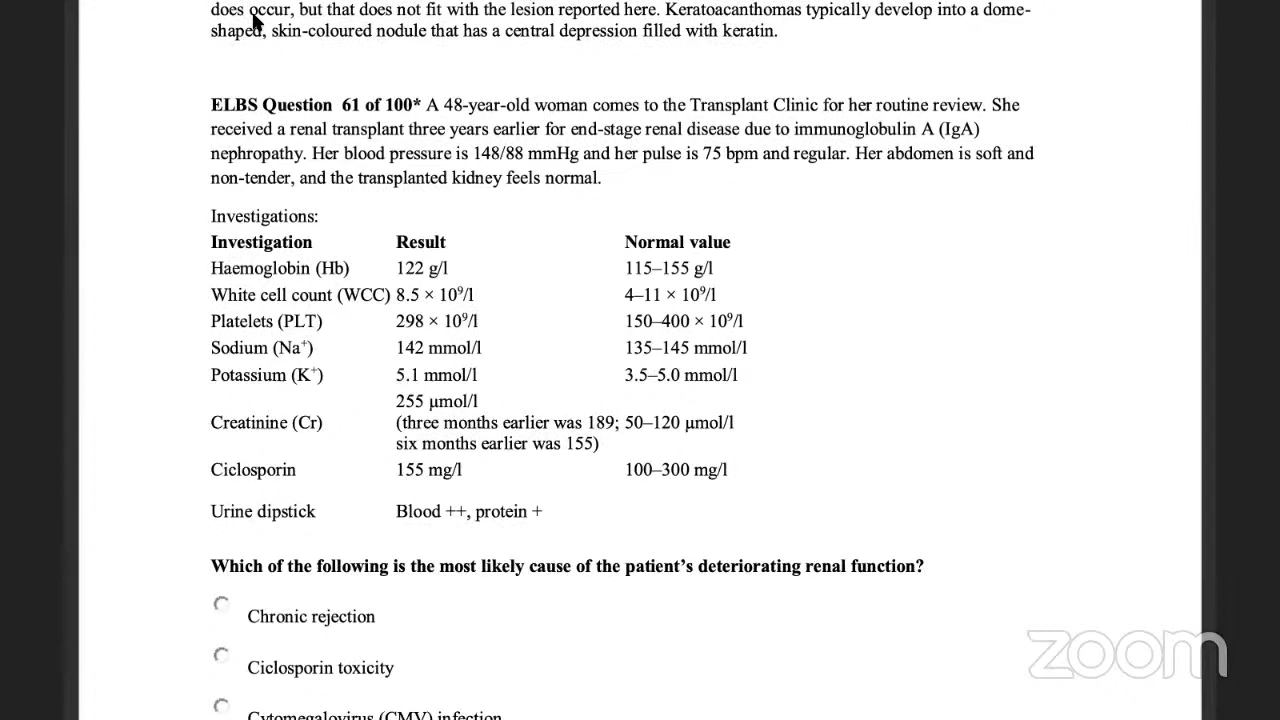 does occur, but that does not fit with the lesion reported here. Keratoacanthomas typically develop into a dome-
shaped, skin-coloured nodule that has a central depression filled with keratin.
ELBS Question  61 of 100* A 48-year-old woman comes to the Transplant Clinic for her routine review. She
received a renal transplant three years earlier for end-stage renal disease due to immunoglobulin A (IgA)
nephropathy. Her blood pressure is 148/88 mmHg and her pulse is 75 bpm and regular. Her abdomen is soft and
non-tender, and the transplanted kidney feels normal.
Investigations:
Investigation Result Normal value
Haemoglobin (Hb) 122 g/l 115–155 g/l
White cell count (WCC) 8.5 × 10⁹/l 4–11 × 10⁹/l
Platelets (PLT) 298 × 10⁹/l 150–400 × 10⁹/l
Sodium (Na⁺) 142 mmol/l 135–145 mmol/l
Potassium (K⁺) 5.1 mmol/l 3.5–5.0 mmol/l
255 µmol/l
Creatinine (Cr) (three months earlier was 189; 50–120 µmol/l
six months earlier was 155)
Ciclosporin 155 mg/l 100–300 mg/l
Urine dipstick Blood ++, protein +
Which of the following is the most likely cause of the patient’s deteriorating renal function?
Chronic rejection
Ciclosporin toxicity
Cytomegalovirus (CMV) infection
zoom